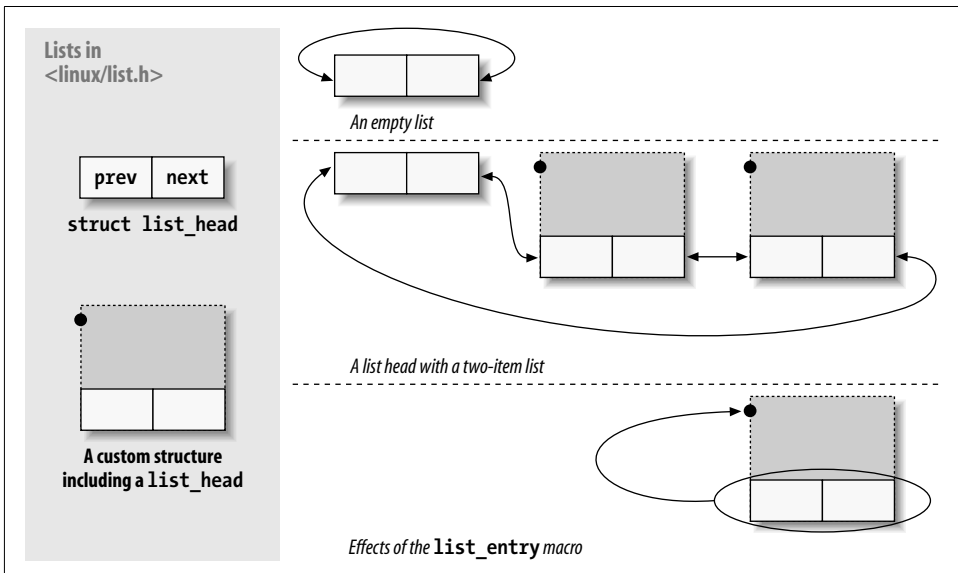 Lists in
<linux/list.h>
prev next
struct list_head
A custom structure
including a list_head
An empty list
A list head with a two-item list
Effects of the list_entry macro